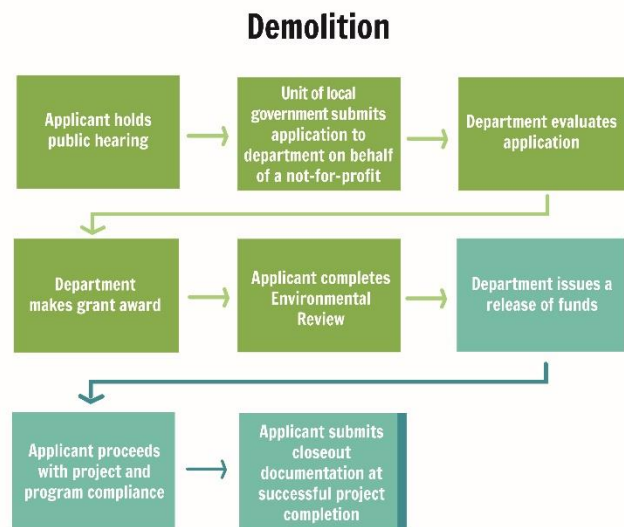 Demolition
Applicant holds
public hearing
Unit of local
government submits
application to
department on behalf
of a not-for-profit
Department evaluates
application
Department
makes grant award
Applicant completes
Environmental
Review
Department issues a
release of funds
Applicant proceeds
with project and
program compliance
Applicant submits
closeout
documentation at
successful project
completion